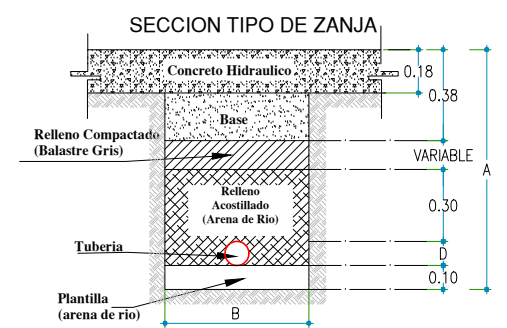 SECCION TIPO DE ZANJA
Concreto Hidraulico
0.18
0.38
Base
Relleno Compactado
(Balastre Gris)
VARIABLE
A
Relleno
Acostillado
(Arena de Rio)
0.30
Tuberia
D
0.10
Plantilla
(arena de rio)
B